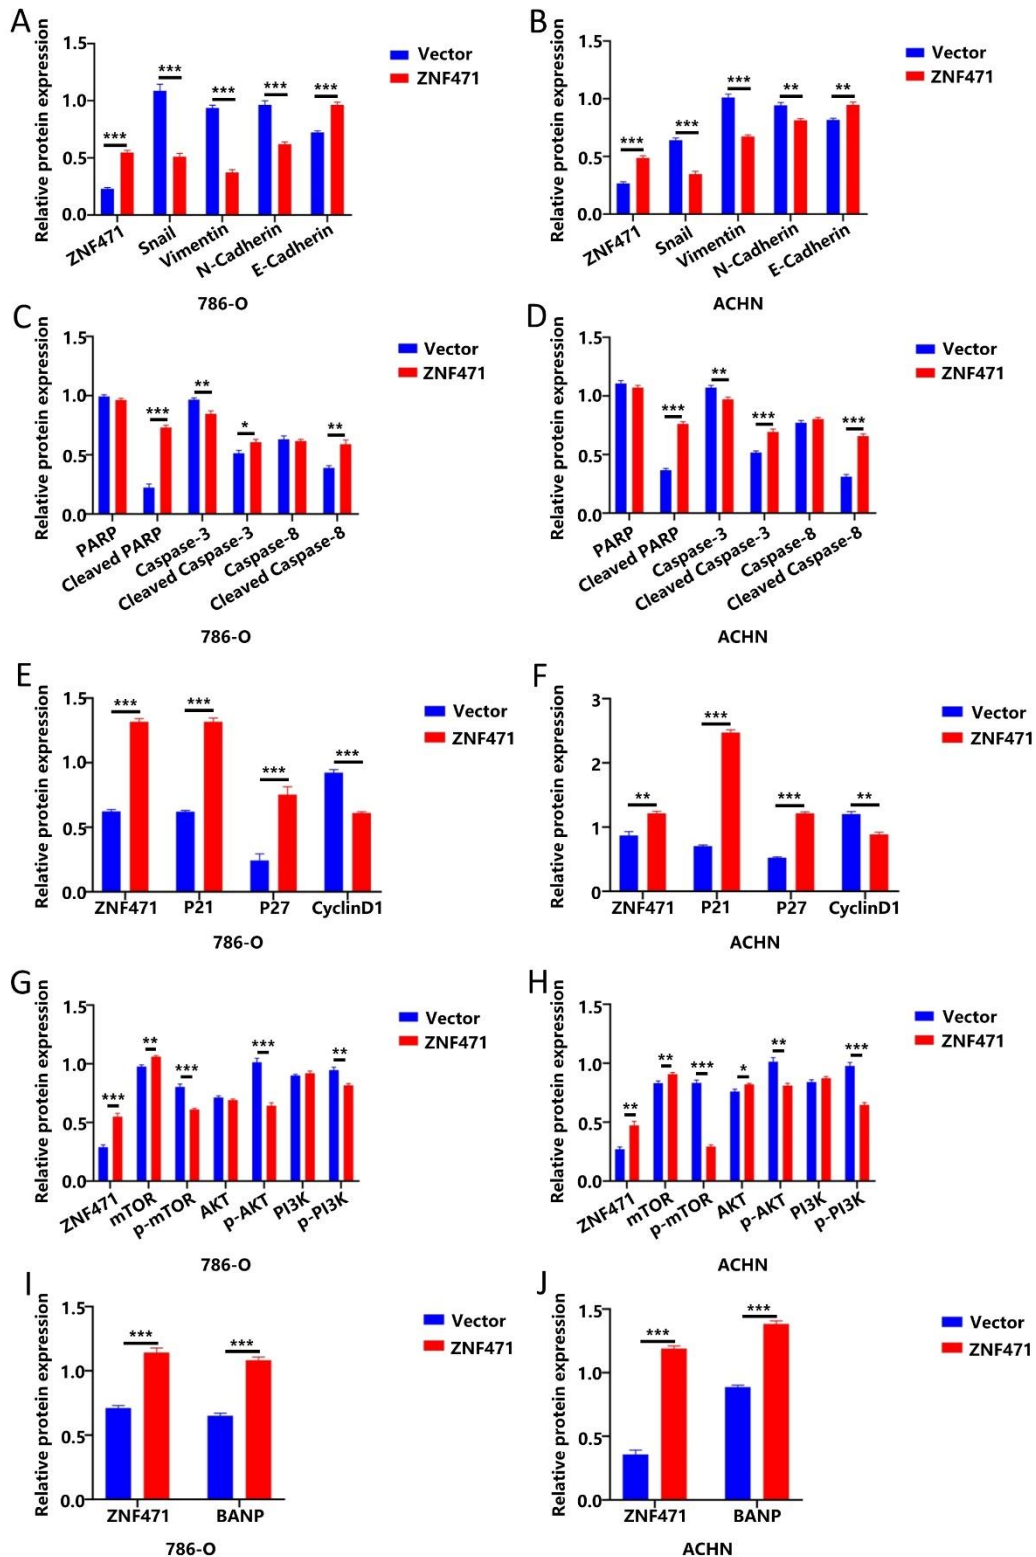 A
Relative protein expression
1.5
1.0
0.5
0.0
***
***
***
***
***
Vector
ZNF471
ZNF471
Snail
Vimentin
N-Cadherin
E-Cadherin
786-O
B
Relative protein expression
1.5
1.0
0.5
0.0
***
***
***
**
**
Vector
ZNF471
ZNF471
Snail
Vimentin
N-Cadherin
E-Cadherin
ACHN
C
Relative protein expression
1.5
1.0
0.5
0.0
***
**
*
**
Vector
ZNF471
PARP
Cleaved PARP
Caspase-3
Cleaved Caspase-3
Caspase-8
Cleaved Caspase-8
786-O
D
Relative protein expression
1.5
1.0
0.5
0.0
***
**
***
***
Vector
ZNF471
PARP
Cleaved PARP
Caspase-3
Cleaved Caspase-3
Caspase-8
Cleaved Caspase-8
ACHN
E
Relative protein expression
1.5
1.0
0.5
0.0
***
***
***
***
Vector
ZNF471
ZNF471
P21
P27
CyclinD1
786-O
F
Relative protein expression
3
2
1
0
**
***
***
**
Vector
ZNF471
ZNF471
P21
P27
CyclinD1
ACHN
G
Relative protein expression
1.5
1.0
0.5
0.0
***
**
***
***
**
Vector
ZNF471
ZNF471
mTOR
p-mTOR
AKT
p-AKT
PI3K
p-PI3K
786-O
H
Relative protein expression
1.5
1.0
0.5
0.0
**
**
***
*
**
***
Vector
ZNF471
ZNF471
mTOR
p-mTOR
AKT
p-AKT
PI3K
p-PI3K
ACHN
I
Relative protein expression
1.5
1.0
0.5
0.0
***
***
Vector
ZNF471
ZNF471
BANP
786-O
J
Relative protein expression
1.5
1.0
0.5
0.0
***
***
Vector
ZNF471
ZNF471
BANP
ACHN